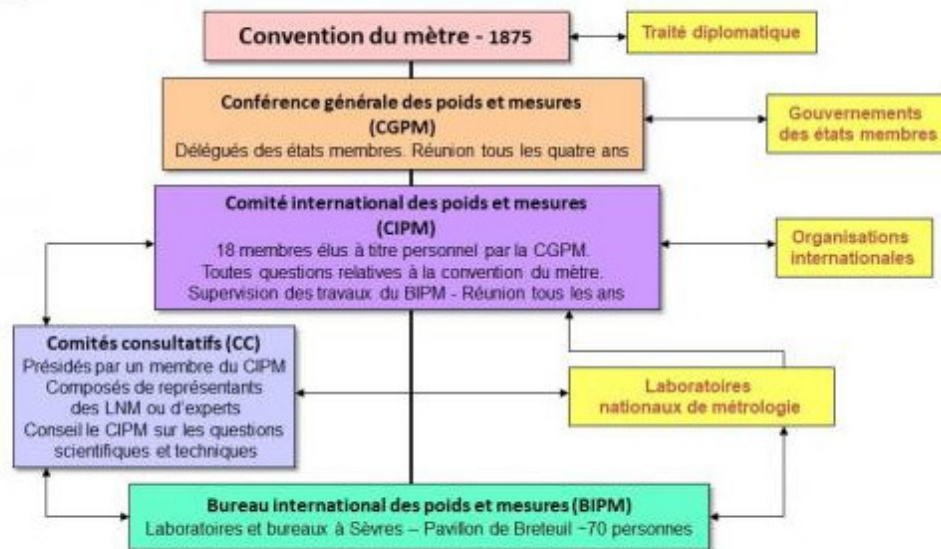 Convention du mètre - 1875
Traité diplomatique
Conférence générale des poids et mesures
(CGPM)
Délégués des états membres. Réunion tous les quatre ans
Gouvernements
des états membres
Comité international des poids et mesures
(CIPM)
18 membres élus à titre personnel par la CGPM.
Toutes questions relatives à la convention du mètre.
Supervision des travaux du BIPM - Réunion tous les ans
Organisations
internationales
Comités consultatifs (CC)
Présidés par un membre du CIPM
Composés de représentants
des LNM ou d'experts
Conseil le CIPM sur les questions
scientifiques et techniques
Laboratoires
nationaux de métrologie
Bureau international des poids et mesures (BIPM)
Laboratoires et bureaux à Sèvres – Pavillon de Breteuil ~70 personnes